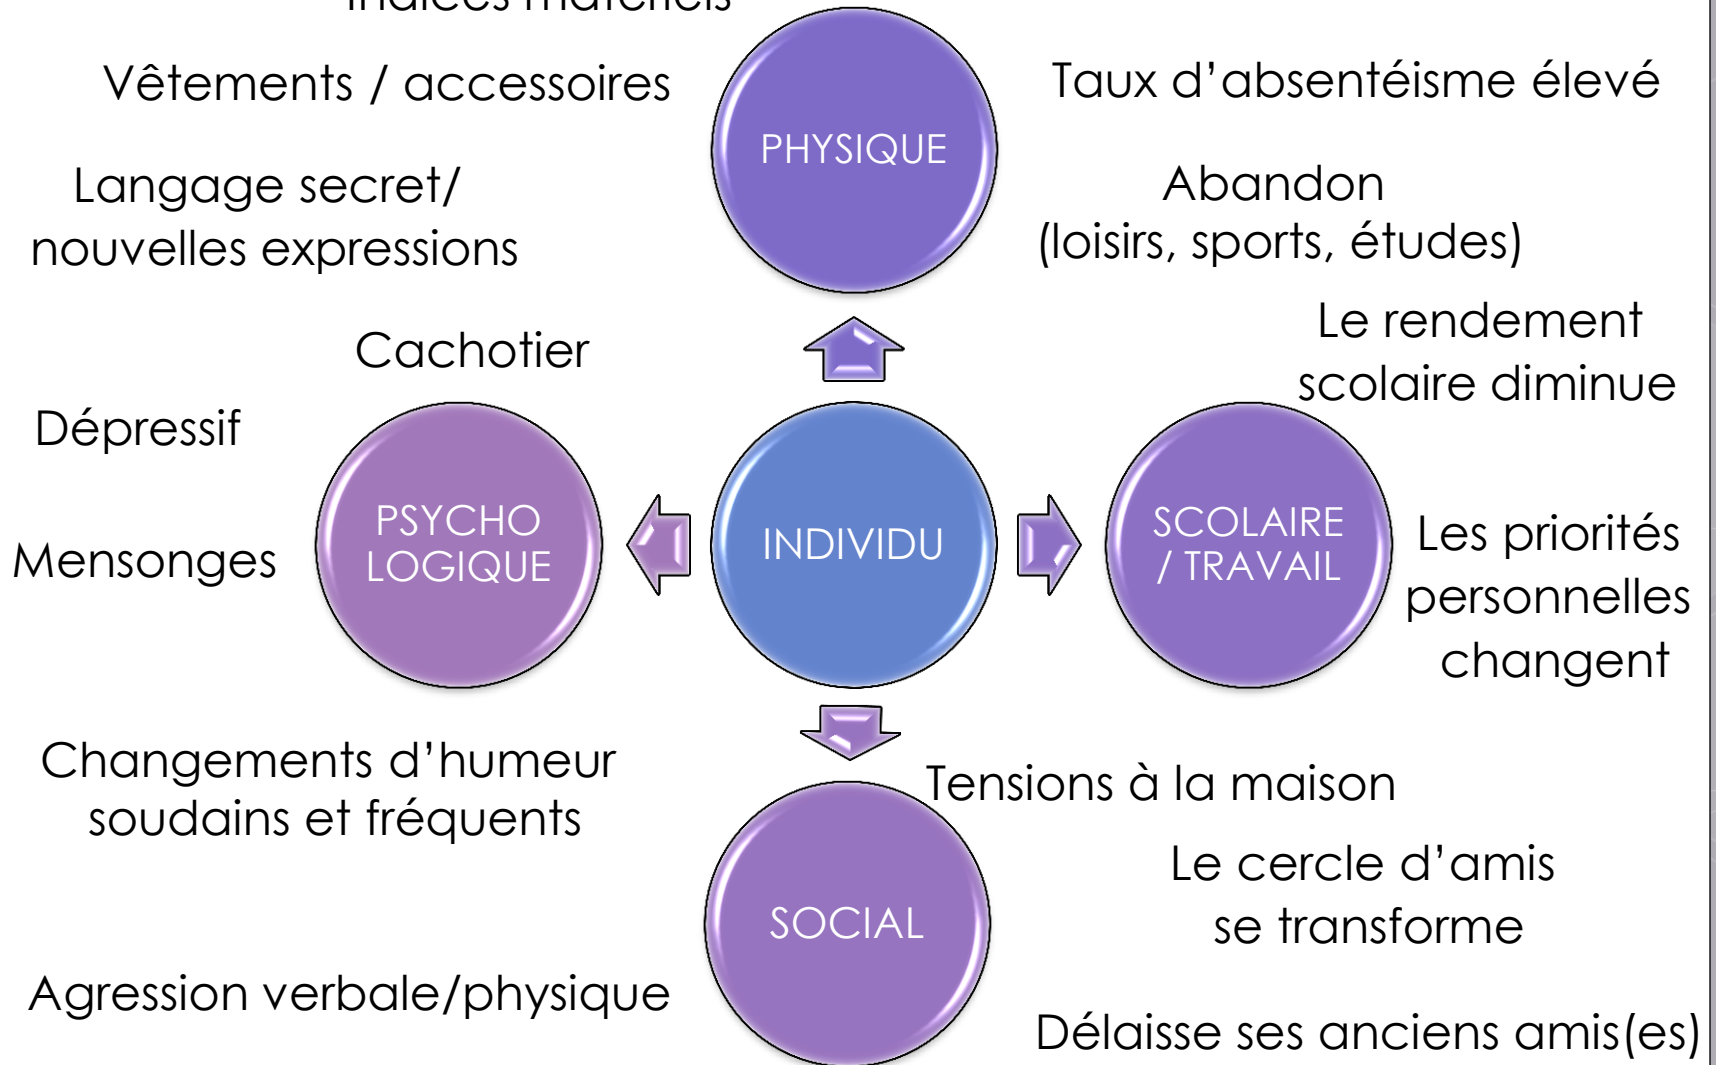 Indices matériels
Vêtements / accessoires
Langage secret/
nouvelles expressions
PHYSIQUE
Taux d’absentéisme élevé
Abandon
(loisirs, sports, études)
Le rendement
scolaire diminue
Cachotier
Dépressif
Mensonges
PSYCHO
LOGIQUE
INDIVIDU
SCOLAIRE
/ TRAVAIL
Les priorités
personnelles
changent
Changements d’humeur
soudains et fréquents
Agression verbale/physique
SOCIAL
Tensions à la maison
Le cercle d’amis
se transforme
Délaisse ses anciens amis(es)